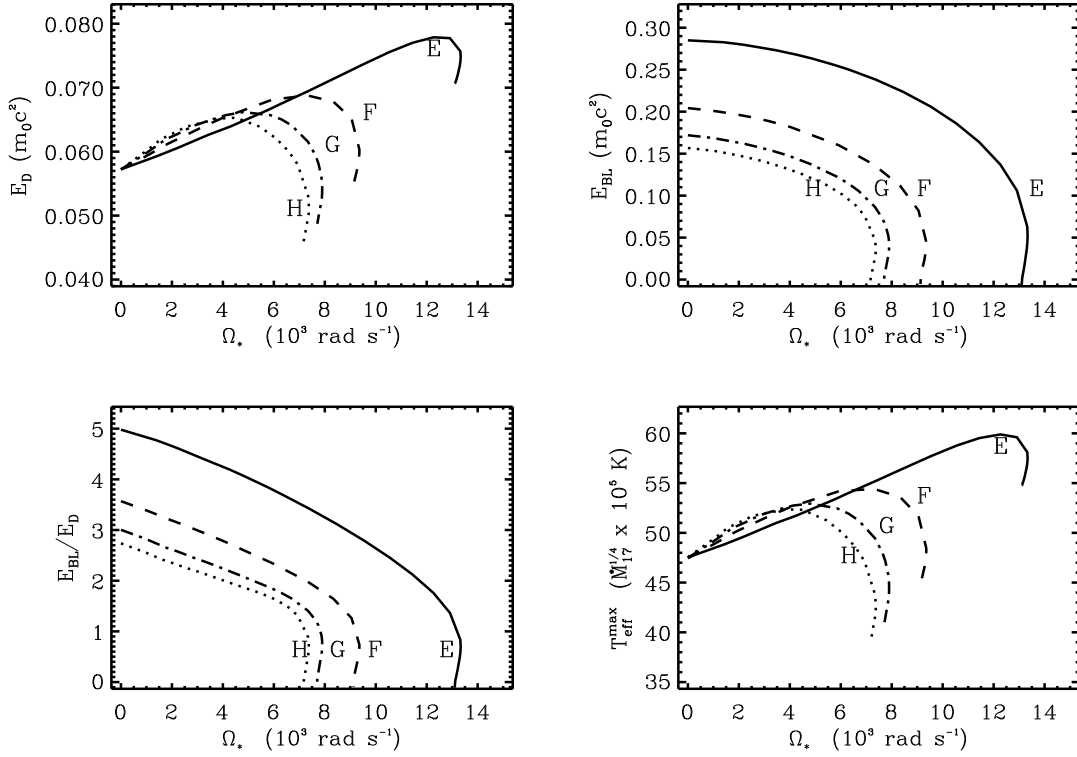 0.080
0.070
0.060
0.050
0.040
E_D (m_0c^2)
E
F
G
H
0 2 4 6 8 10 12 14
Ω_* (10^3 rad s^-1)
0.30
0.25
0.20
0.15
0.10
0.05
0.00
E_BL (m_0c^2)
H G F E
0 2 4 6 8 10 12 14
Ω_* (10^3 rad s^-1)
5
4
3
2
1
0
E_BL/E_D
H G F E
0 2 4 6 8 10 12 14
Ω_* (10^3 rad s^-1)
60
55
50
45
40
35
T_eff^max (Ṁ_17^1/4 x 10^5 K)
E
F
G
H
0 2 4 6 8 10 12 14
Ω_* (10^3 rad s^-1)